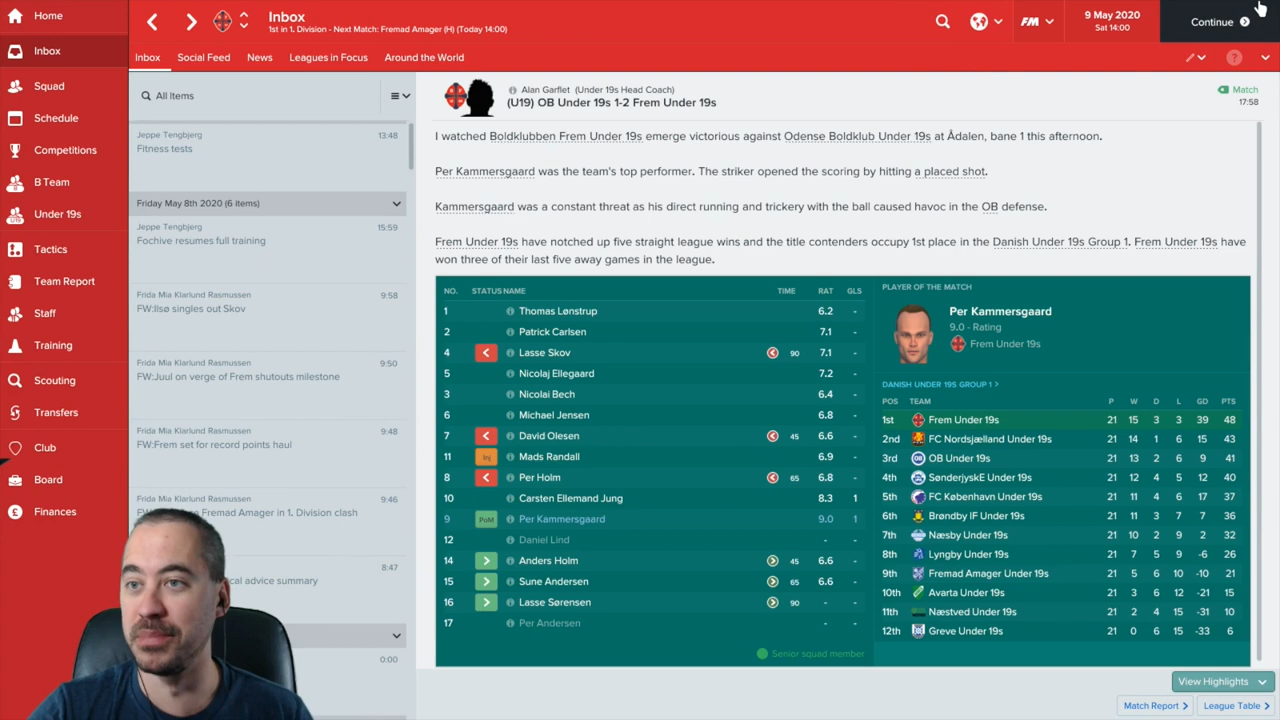 Home
Inbox
Squad
Schedule
Competitions
B Team
Under 19s
Tactics
Team Report
Staff
Training
Scouting
Transfers
Club
Board
Finances
Inbox
1st in 1. Division - Next Match: Fremad Amager (H) (Today 14:00)
FM
9 May 2020
Sat 14:00
Continue
Inbox
Social Feed
News
Leagues in Focus
Around the World
All Items
Jeppe Tengbjerg 13:48
Fitness tests
Friday May 8th 2020 (6 items)
Jeppe Tengbjerg 15:59
Fochive resumes full training
Frida Mia Klarlund Rasmussen 9:58
FW:Ilsø singles out Skov
Frida Mia Klarlund Rasmussen 9:50
FW:Juul on verge of Frem shutouts milestone
Frida Mia Klarlund Rasmussen 9:48
FW:Frem set for record points haul
Frida Mia Klarlund Rasmussen 9:46
Fremad Amager in 1. Division clash
8:47
advice summary
0:00
Alan Garflet (Under 19s Head Coach)
(U19) OB Under 19s 1-2 Frem Under 19s
Match
17:58
I watched Boldklubben Frem Under 19s emerge victorious against Odense Boldklub Under 19s at Ådalen, bane 1 this afternoon.
Per Kammersgaard was the team's top performer. The striker opened the scoring by hitting a placed shot.
Kammersgaard was a constant threat as his direct running and trickery with the ball caused havoc in the OB defense.
Frem Under 19s have notched up five straight league wins and the title contenders occupy 1st place in the Danish Under 19s Group 1. Frem Under 19s have
won three of their last five away games in the league.
NO. STATUS NAME TIME RAT GLS
1 Thomas Lønstrup 6.2 -
2 Patrick Carlsen 7.1 -
4 Lasse Skov 90 7.1 -
5 Nicolaj Ellegaard 7.2 -
3 Nicolai Bech 6.4 -
6 Michael Jensen 6.8 -
7 David Olesen 45 6.6 -
11 Inj Mads Randall 6.9 -
8 Per Holm 65 6.8 -
10 Carsten Ellemand Jung 8.3 1
9 PoM Per Kammersgaard 9.0 1
12 Daniel Lind - -
14 Anders Holm 45 6.6 -
15 Sune Andersen 65 6.6 -
16 Lasse Sørensen 90 - -
17 Per Andersen - -
Senior squad member
PLAYER OF THE MATCH
Per Kammersgaard
9.0 - Rating
Frem Under 19s
DANISH UNDER 19S GROUP 1 >
POS TEAM P W D L GD PTS
1st Frem Under 19s 21 15 3 3 39 48
2nd FC Nordsjælland Under 19s 21 14 1 6 15 43
3rd OB Under 19s 21 13 2 6 9 41
4th SønderjyskE Under 19s 21 12 4 5 12 40
5th FC København Under 19s 21 11 4 6 17 37
6th Brøndby IF Under 19s 21 11 3 7 7 36
7th Næsby Under 19s 21 10 2 9 2 32
8th Lyngby Under 19s 21 7 5 9 -6 26
9th Fremad Amager Under 19s 21 5 6 10 -10 21
10th Avarta Under 19s 21 3 6 12 -21 15
11th Næstved Under 19s 21 2 4 15 -31 10
12th Greve Under 19s 21 0 6 15 -33 6
View Highlights
Match Report >
League Table >